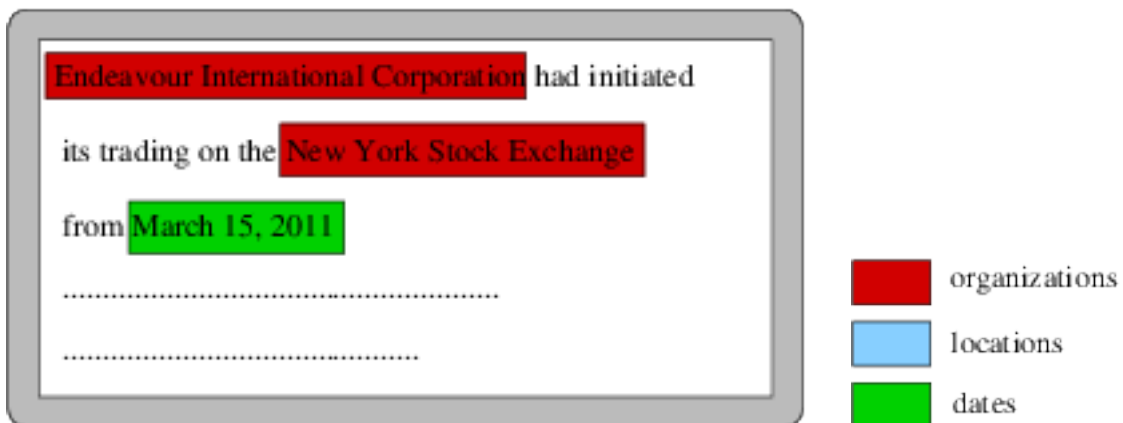 Endeavour International Corporation had initiated
its trading on the New York Stock Exchange
from March 15, 2011
.......................................................
.............................................
organizations
locations
dates